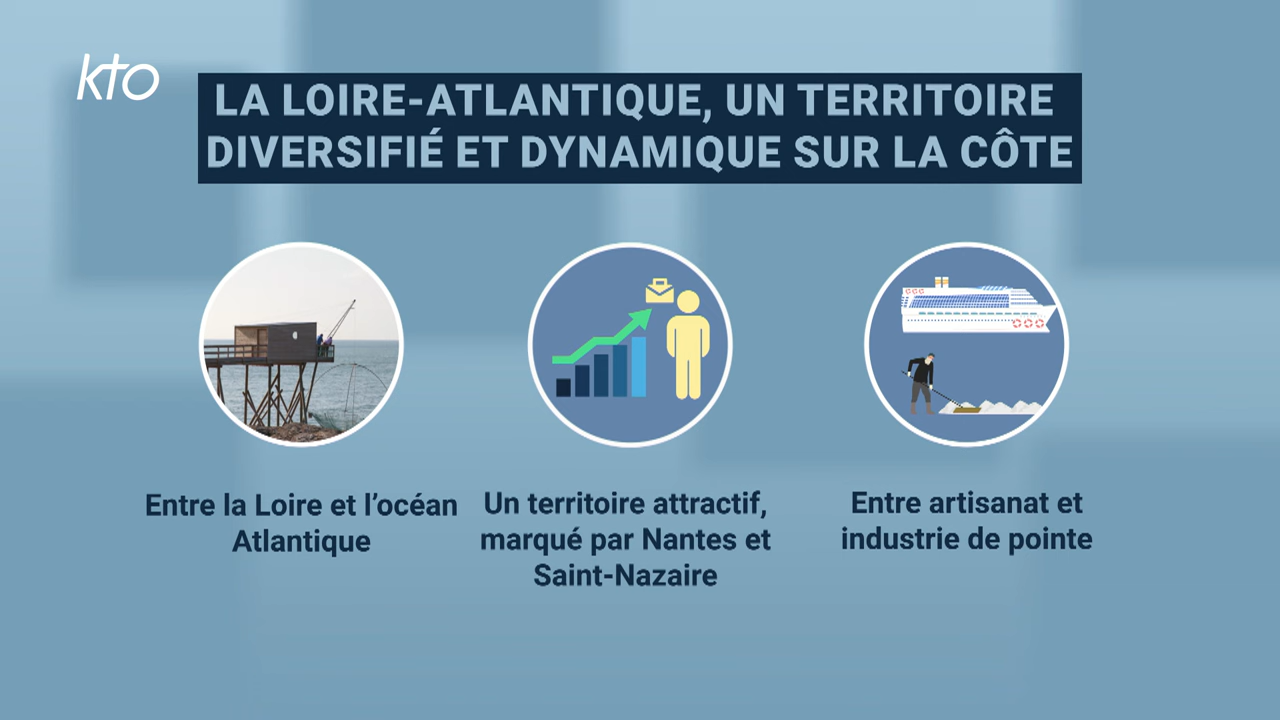 kto
LA LOIRE-ATLANTIQUE, UN TERRITOIRE
DIVERSIFIÉ ET DYNAMIQUE SUR LA CÔTE
Entre la Loire et l’océan
Atlantique
Un territoire attractif,
marqué par Nantes et
Saint-Nazaire
Entre artisanat et
industrie de pointe